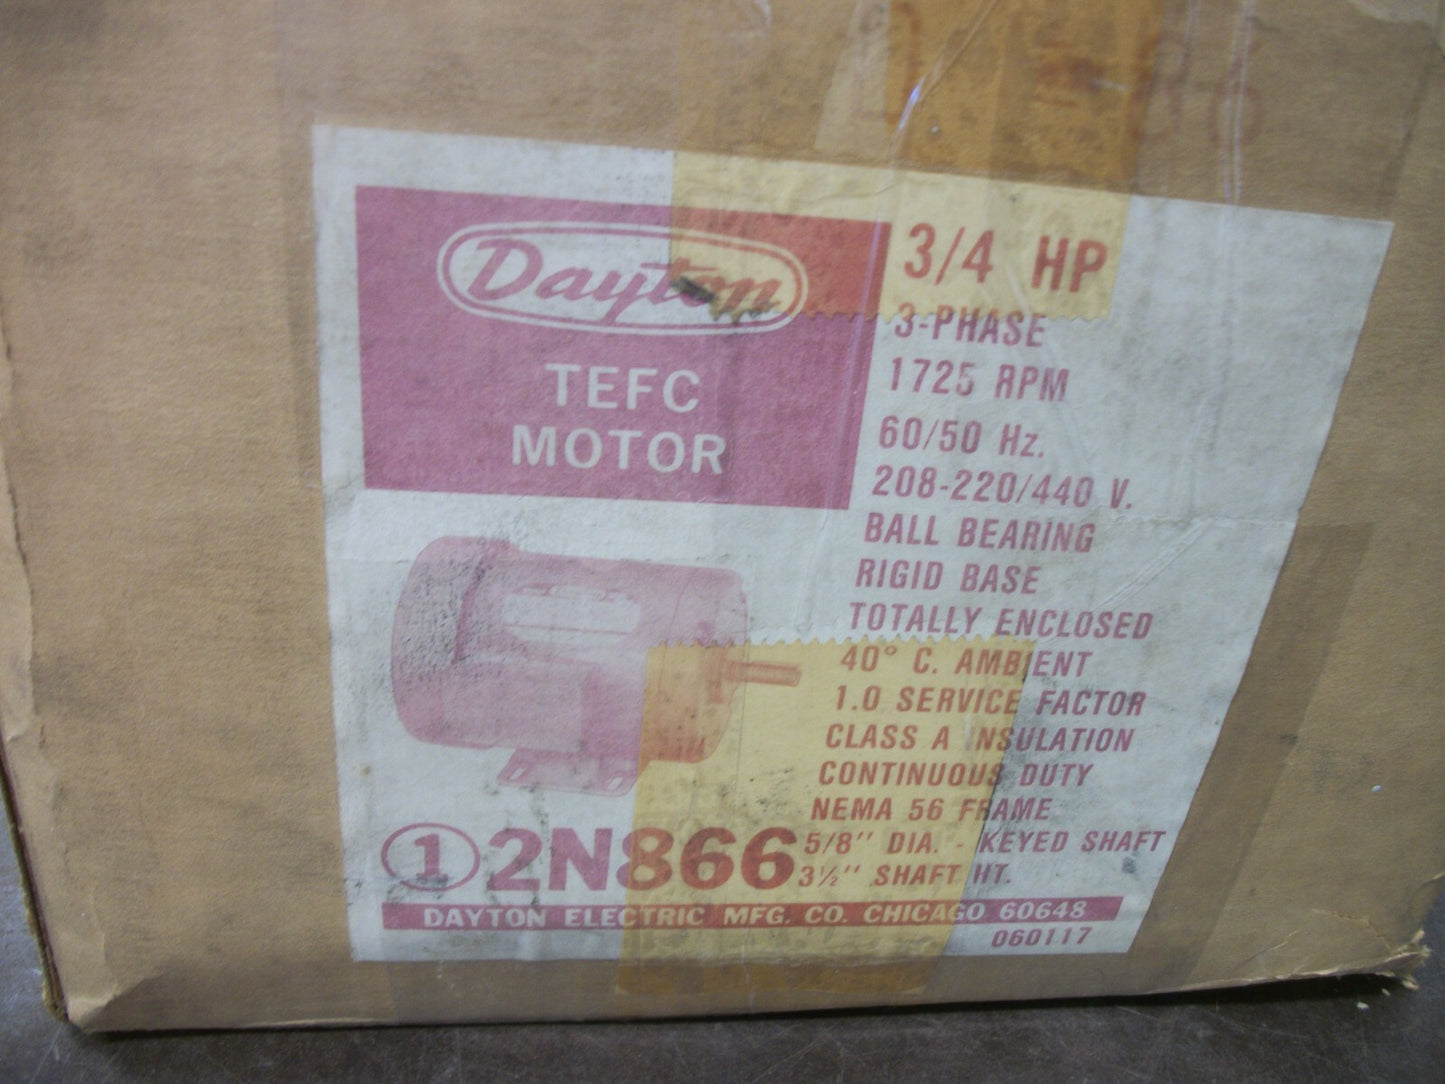 Dayton
TEFC
MOTOR
3/4 HP
3-PHASE
1725 RPM
60/50 Hz.
208-220/440 V.
BALL BEARING
RIGID BASE
TOTALLY ENCLOSED
40° C. AMBIENT
1.0 SERVICE FACTOR
CLASS A INSULATION
CONTINUOUS DUTY
NEMA 56 FRAME
5/8" DIA. - KEYED SHAFT
3½" SHAFT HT.
1 2N866
DAYTON ELECTRIC MFG. CO. CHICAGO 60648
060117